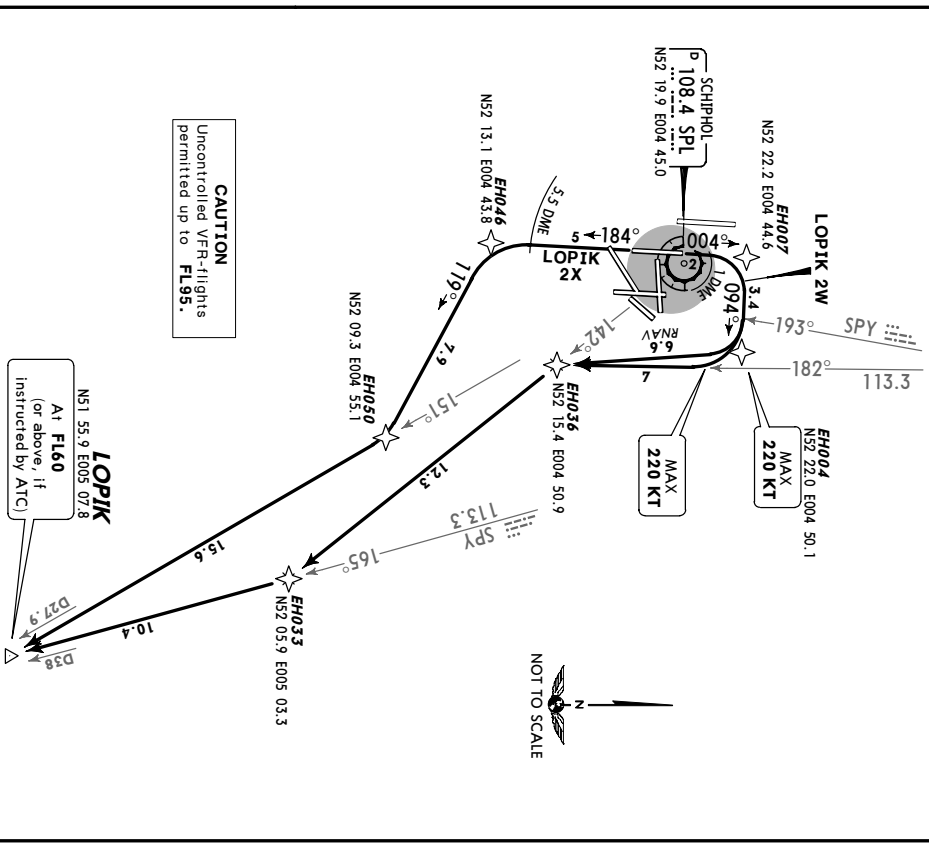 SCHIPHOL
D 108.4 SPL
N52 19.9 E004 45.0
EH007
N52 22.2 E004 44.6
LOPIK 2W
SPY
193°
182°
113.3
EH004
N52 22.0 E004 50.1
MAX
220 KT
MAX
220 KT
3.4
094°
004°
2
1 DME
184°
5
LOPIK
2X
5.5 DME
EH046
N52 13.1 E004 43.8
142°
6.6
RNAV
7
EH036
N52 15.4 E004 50.9
119°
7.9
151°
EH050
N52 09.3 E004 55.1
12.3
SPY
113.3
165°
EH033
N52 05.9 E005 03.3
15.6
10.4
D27.9
D38
LOPIK
N51 55.9 E005 07.8
At FL60
(or above, if
instructed by ATC)
CAUTION
Uncontrolled VFR-flights
permitted up to FL95.
N
NOT TO SCALE